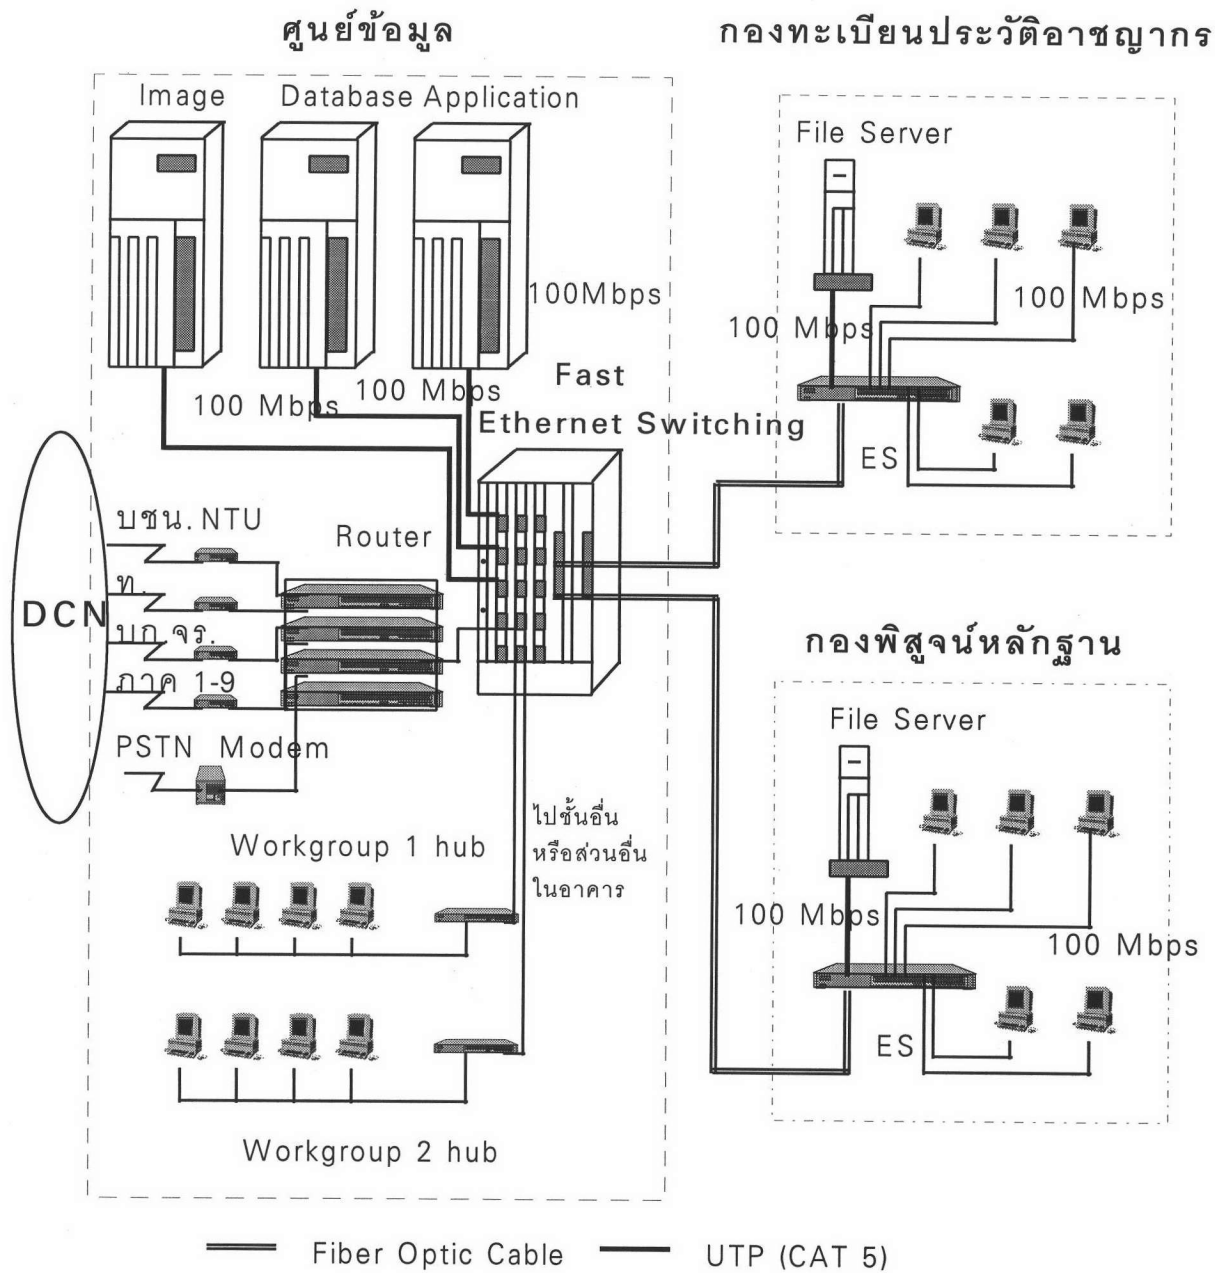 ศูนย์ข้อมูล
กองทะเบียนประวัติอาชญากร
Image Database Application
File Server
100Mbps
100 Mbps
100 Mbps
100 Mbps
100 Mbps
Fast
Ethernet Switching
ES
บชน. NTU
Router
ท.
DCN
บก.จร.
ภาค 1-9
PSTN Modem
กองพิสูจน์หลักฐาน
File Server
ไปชั้นอื่น
หรือส่วนอื่น
ในอาคาร
Workgroup 1 hub
100 Mbps
100 Mbps
ES
Workgroup 2 hub
Fiber Optic Cable
UTP (CAT 5)